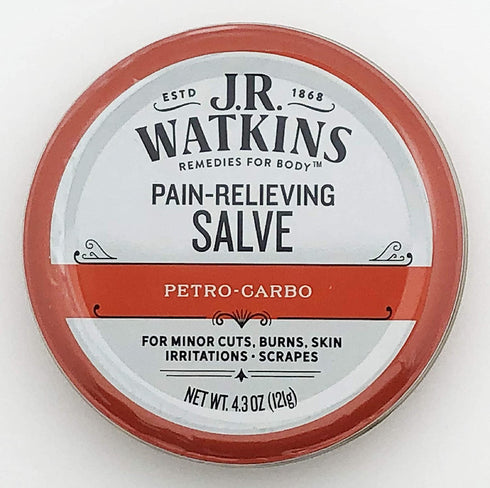 ESTD 1868
J.R.
WATKINS
REMEDIES FOR BODY™
PAIN-RELIEVING
SALVE
PETRO-CARBO
FOR MINOR CUTS, BURNS, SKIN
IRRITATIONS • SCRAPES
NET WT. 4.3 OZ (121g)